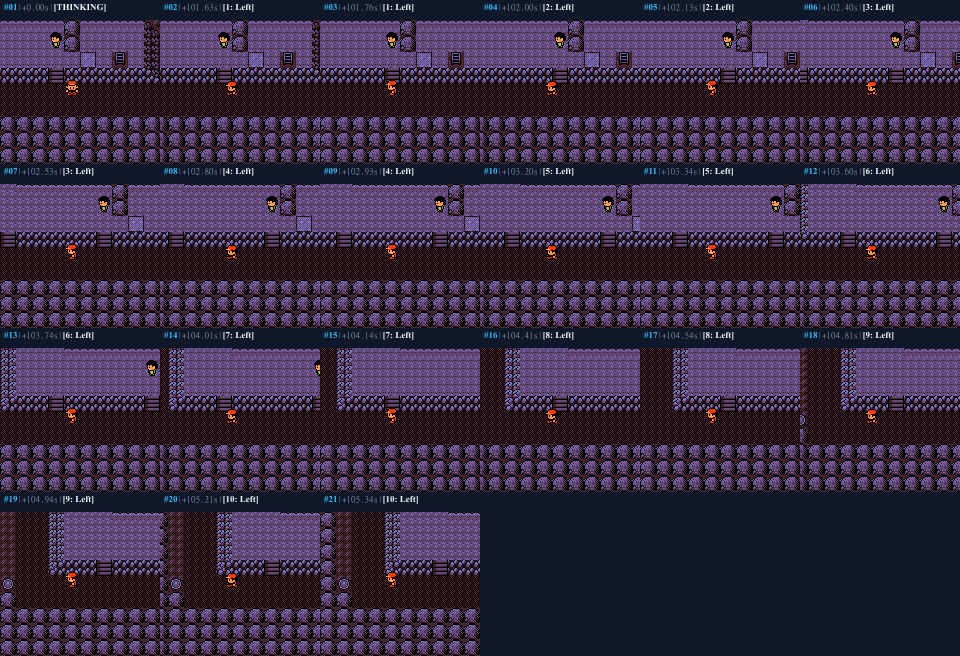 #01|+0.00s|[THINKING]
#02|+101.63s|[1: Left]
#03|+101.76s|[1: Left]
#04|+102.00s|[2: Left]
#05|+102.13s|[2: Left]
#06|+102.40s|[3: Left]
#07|+102.53s|[3: Left]
#08|+102.80s|[4: Left]
#09|+102.93s|[4: Left]
#10|+103.20s|[5: Left]
#11|+103.34s|[5: Left]
#12|+103.60s|[6: Left]
#13|+103.74s|[6: Left]
#14|+104.01s|[7: Left]
#15|+104.14s|[7: Left]
#16|+104.41s|[8: Left]
#17|+104.54s|[8: Left]
#18|+104.81s|[9: Left]
#19|+104.94s|[9: Left]
#20|+105.21s|[10: Left]
#21|+105.34s|[10: Left]